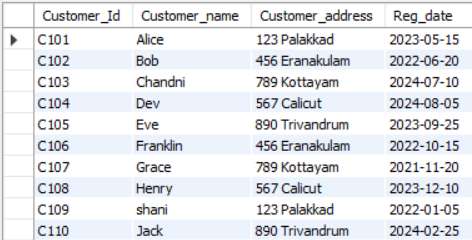 Customer_Id Customer_name Customer_address Reg_date
C101 Alice 123 Palakkad 2023-05-15
C102 Bob 456 Eranakulam 2022-06-20
C103 Chandni 789 Kottayam 2024-07-10
C104 Dev 567 Calicut 2024-08-05
C105 Eve 890 Trivandrum 2023-09-25
C106 Franklin 456 Eranakulam 2022-10-15
C107 Grace 789 Kottayam 2021-11-20
C108 Henry 567 Calicut 2023-12-10
C109 shani 123 Palakkad 2022-01-05
C110 Jack 890 Trivandrum 2024-02-25